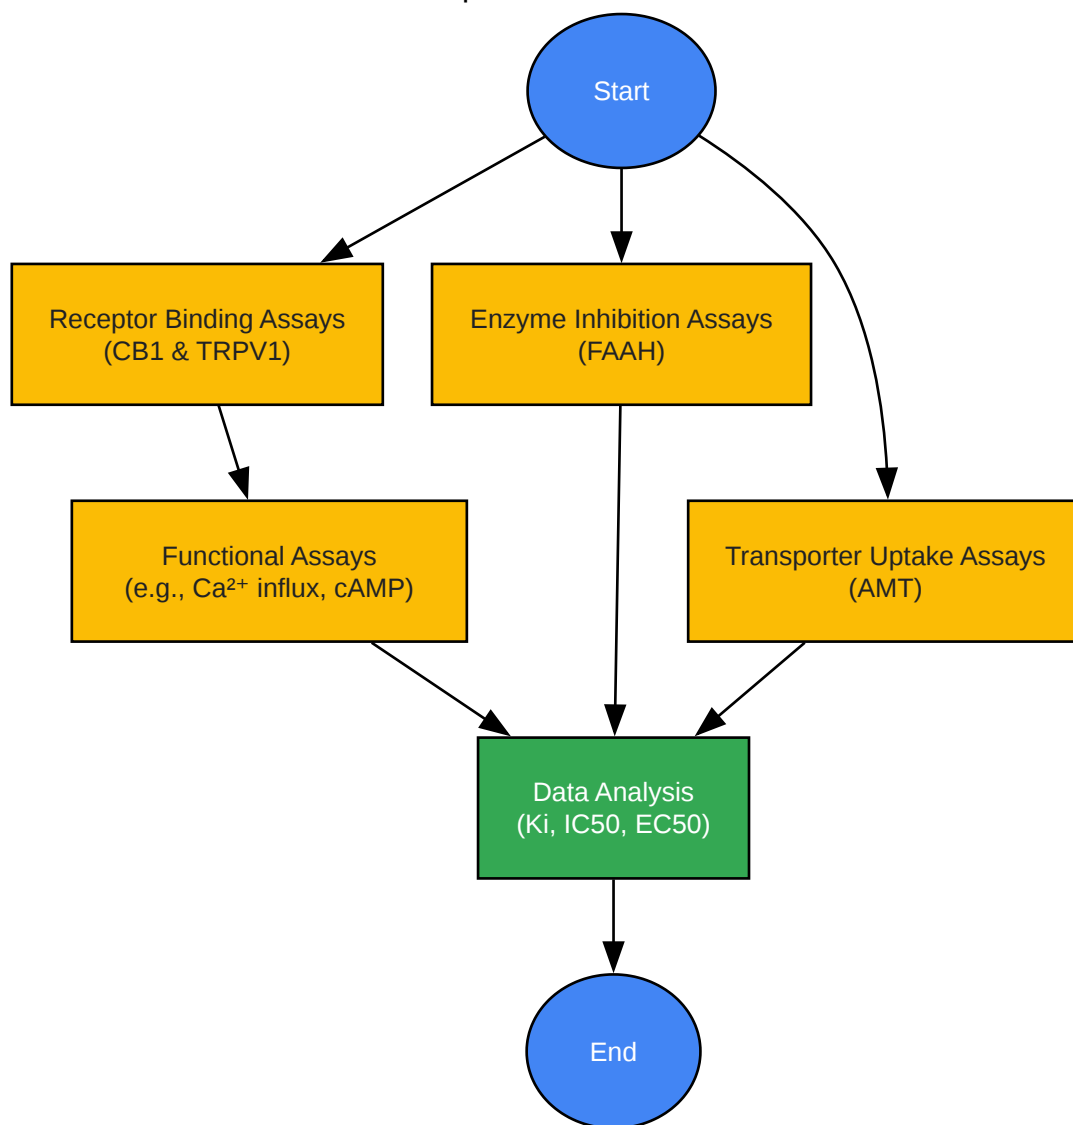 Start
Receptor Binding Assays
(CB1 & TRPV1)
Enzyme Inhibition Assays
(FAAH)
Functional Assays
(e.g., Ca²⁺ influx, cAMP)
Transporter Uptake Assays
(AMT)
Data Analysis
(Ki, IC50, EC50)
End